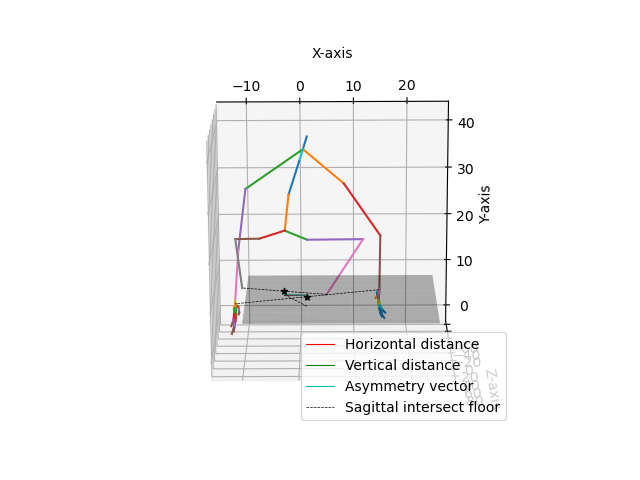 X-axis
−10 0 10 20
40
30
Y-axis
20
10
0
Horizontal distance
Vertical distance
Asymmetry vector
Sagittal intersect floor
Z-axis